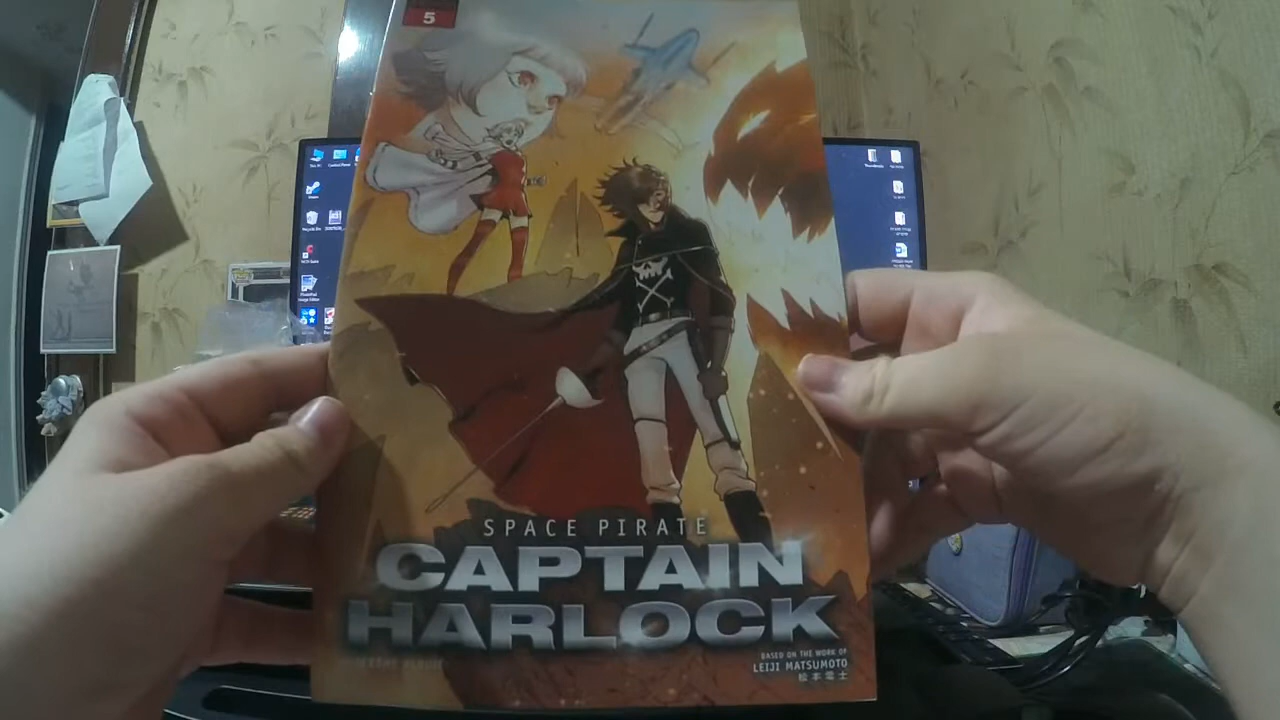 5
SPACE PIRATE
CAPTAIN
HARLOCK
BASED ON THE WORK OF
LEIJI MATSUMOTO
松本零士